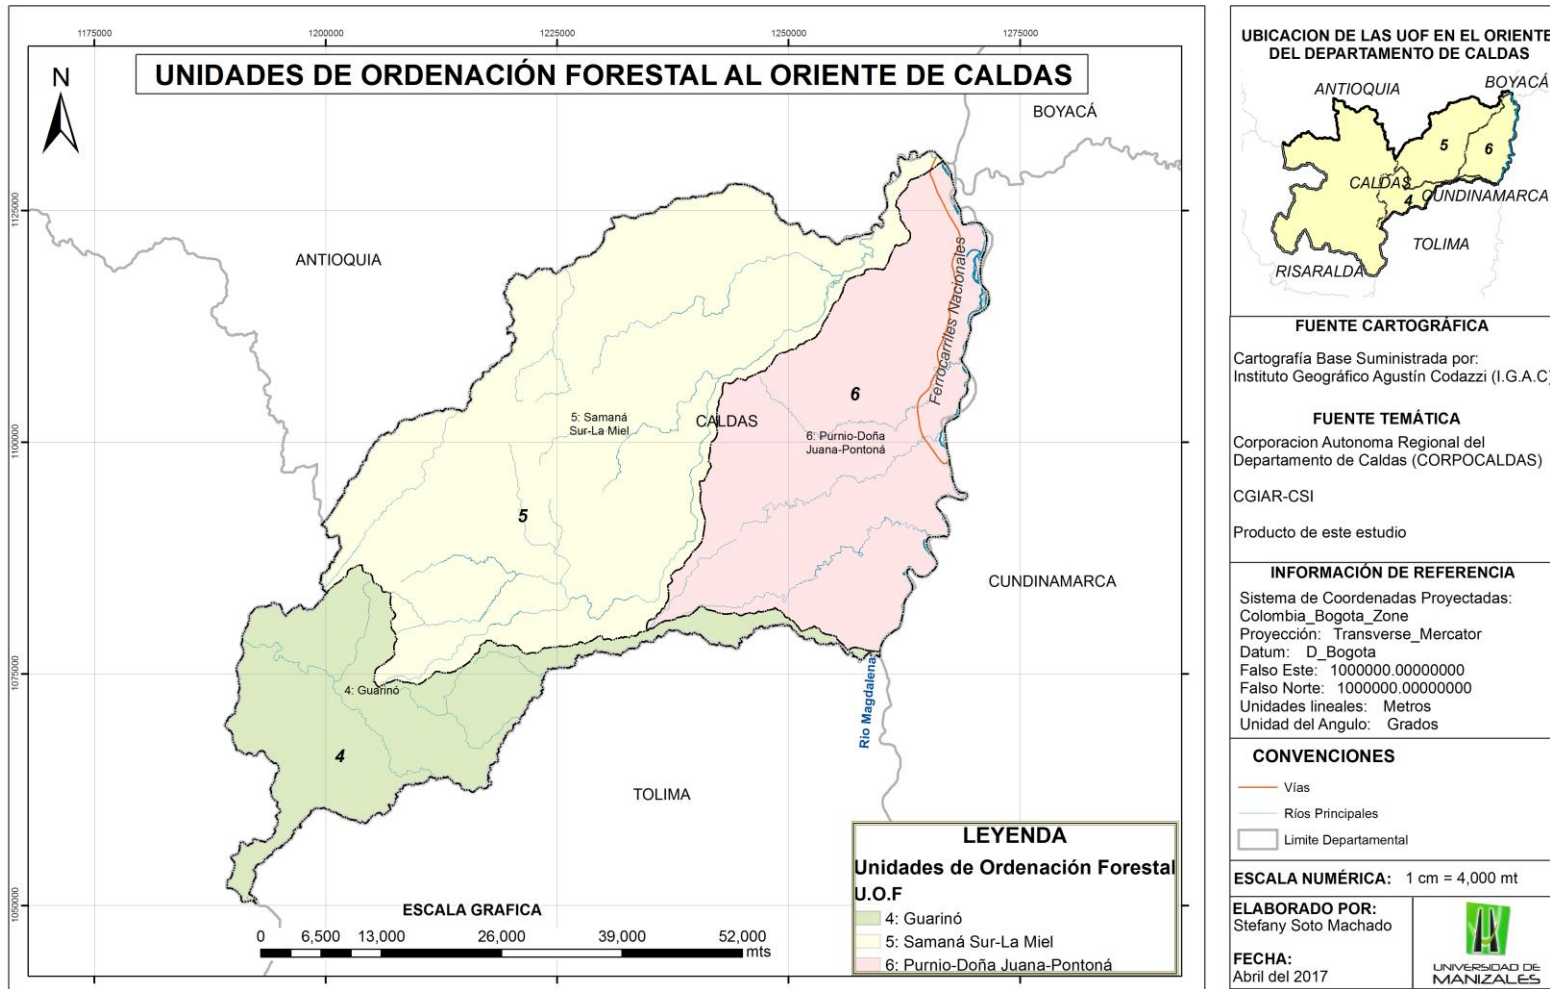 1175000
1200000
1225000
1250000
1275000
UNIDADES DE ORDENACIÓN FORESTAL AL ORIENTE DE CALDAS
N
BOYACÁ
1125000
1100000
1075000
1050000
ANTIOQUIA
Ferrocarriles Nacionales
6
5: Samaná
Sur-La Miel
CALDAS
6: Purnio-Doña
Juana-Pontoná
5
CUNDINAMARCA
4: Guarinó
4
Rio Magdalena
TOLIMA
ESCALA GRAFICA
0 6,500 13,000 26,000 39,000 52,000
mts
LEYENDA
Unidades de Ordenación Forestal
U.O.F
4: Guarinó
5: Samaná Sur-La Miel
6: Purnio-Doña Juana-Pontoná
UBICACION DE LAS UOF EN EL ORIENTE
DEL DEPARTAMENTO DE CALDAS
ANTIOQUIA
BOYACÁ
5
6
CALDAS
CUNDINAMARCA
4
TOLIMA
RISARALDA
FUENTE CARTOGRÁFICA
Cartografía Base Suministrada por:
Instituto Geográfico Agustín Codazzi (I.G.A.C)
FUENTE TEMÁTICA
Corporacion Autonoma Regional del
Departamento de Caldas (CORPOCALDAS)
CGIAR-CSI
Producto de este estudio
INFORMACIÓN DE REFERENCIA
Sistema de Coordenadas Proyectadas:
Colombia_Bogota_Zone
Proyección: Transverse_Mercator
Datum: D_Bogota
Falso Este: 1000000.00000000
Falso Norte: 1000000.00000000
Unidades lineales: Metros
Unidad del Angulo: Grados
CONVENCIONES
Vías
Ríos Principales
Limite Departamental
ESCALA NUMÉRICA: 1 cm = 4,000 mt
ELABORADO POR:
Stefany Soto Machado
FECHA:
Abril del 2017
UNIVERSIDAD DE
MANIZALES